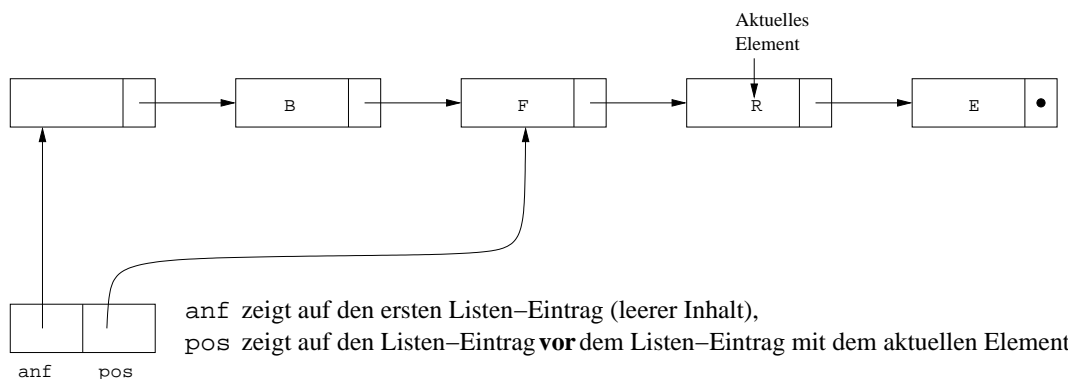 Aktuelles
Element
B
F
R
E
anf zeigt auf den ersten Listen−Eintrag (leerer Inhalt),
pos zeigt auf den Listen−Eintrag vor dem Listen−Eintrag mit dem aktuellen Element
anf pos